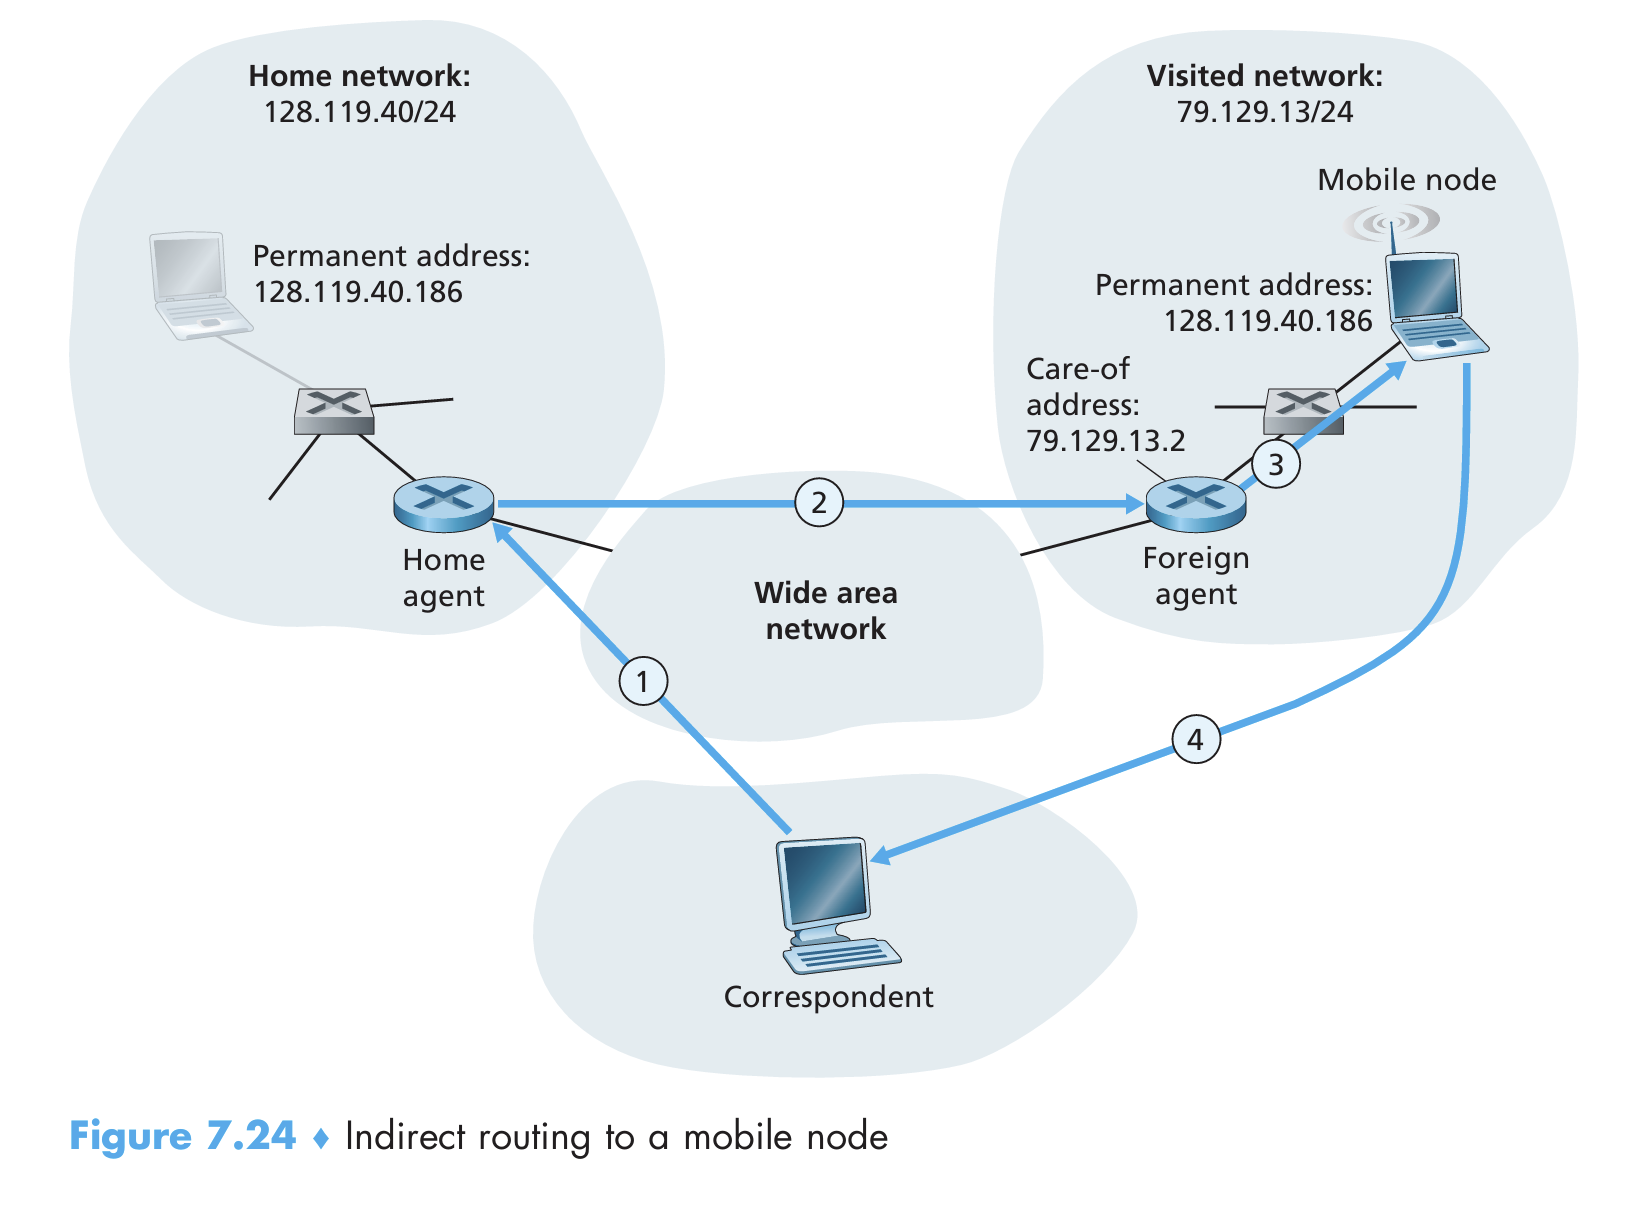 Home network:
128.119.40/24
Visited network:
79.129.13/24
Mobile node
Permanent address:
128.119.40.186
Permanent address:
128.119.40.186
Care-of
address:
79.129.13.2
3
2
Home
agent
Foreign
agent
Wide area
network
1
4
Correspondent
Figure 7.24 ♦ Indirect routing to a mobile node